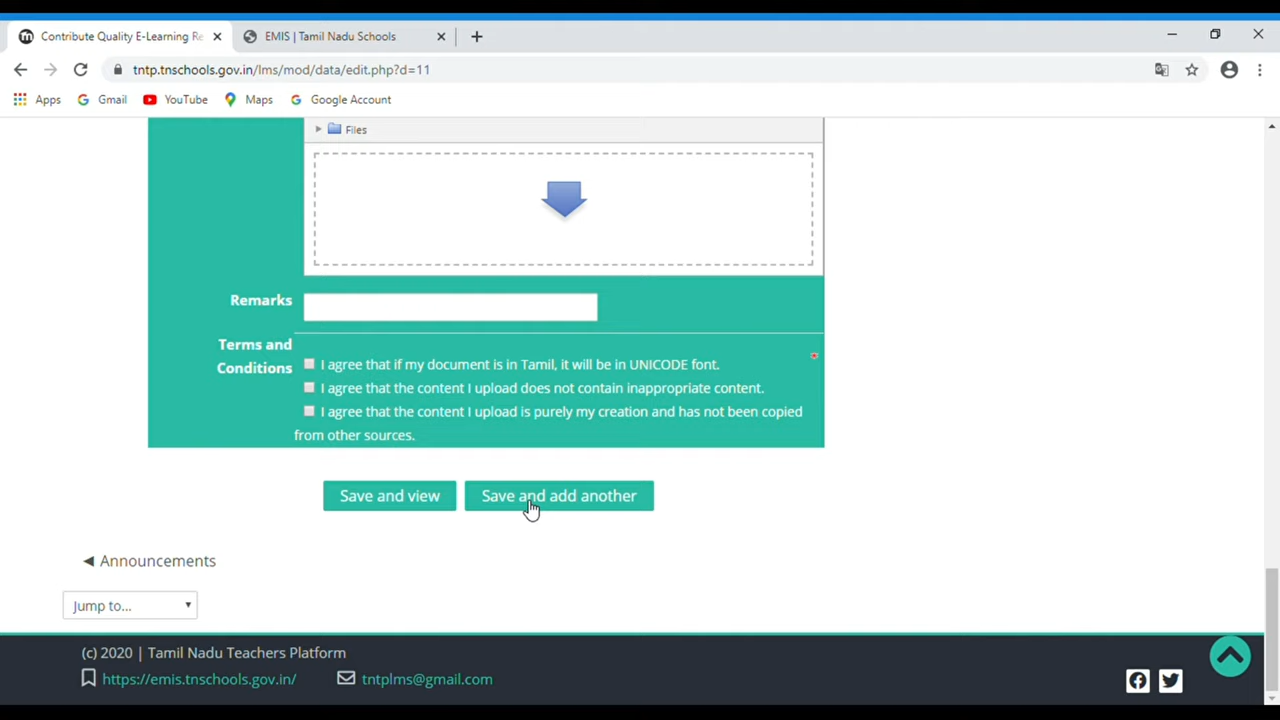 Contribute Quality E-Learning Re
EMIS | Tamil Nadu Schools
tntp.tnschools.gov.in/lms/mod/data/edit.php?d=11
Apps
Gmail
YouTube
Maps
Google Account
Files
Remarks
Terms and Conditions
I agree that if my document is in Tamil, it will be in UNICODE font.
I agree that the content I upload does not contain inappropriate content.
I agree that the content I upload is purely my creation and has not been copied
from other sources.
Save and view
Save and add another
◄ Announcements
Jump to...
(c) 2020 | Tamil Nadu Teachers Platform
https://emis.tnschools.gov.in/
tntplms@gmail.com